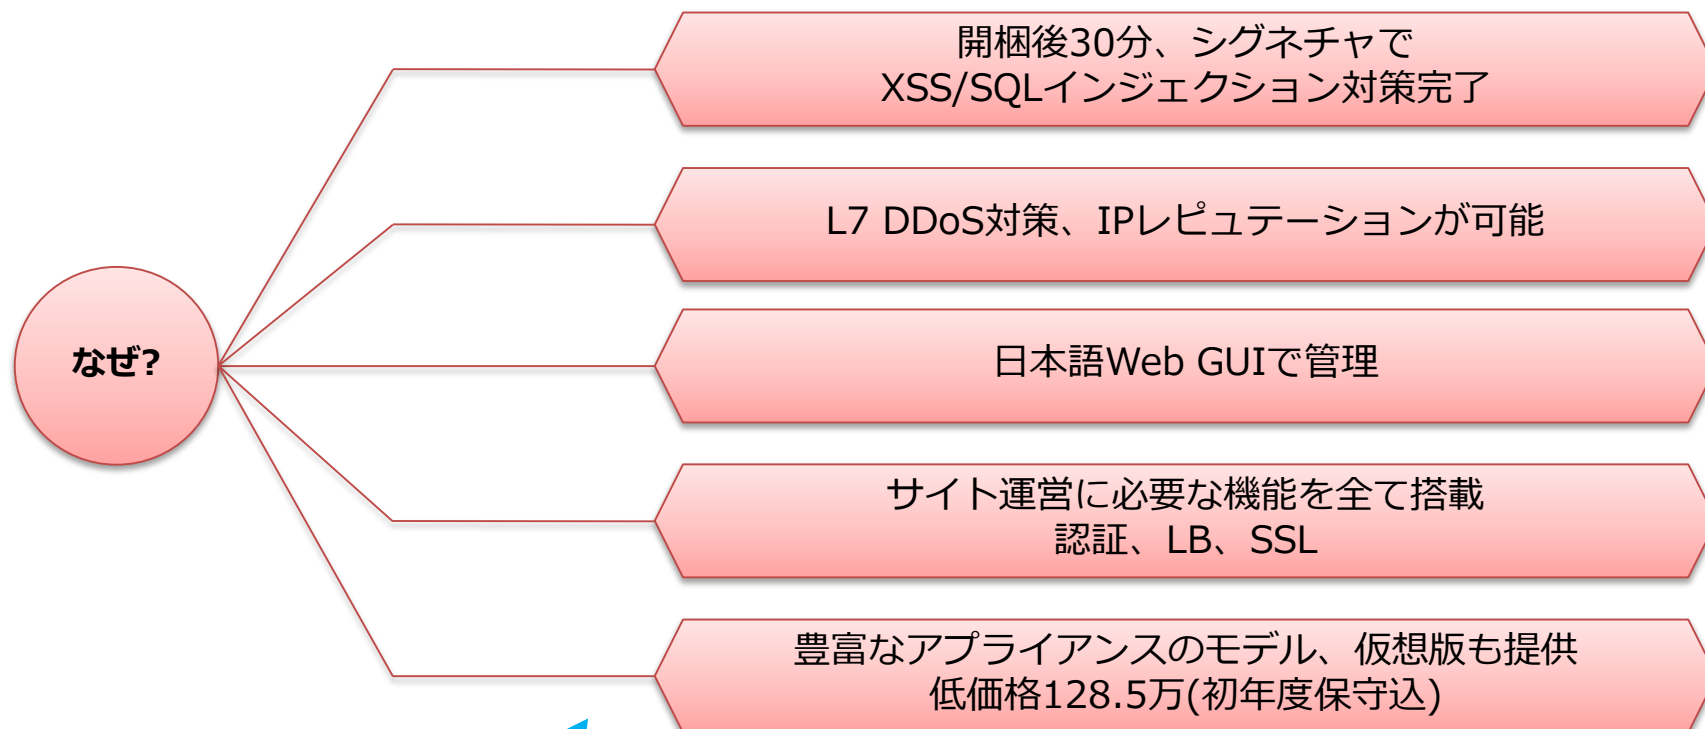 開梱後30分、シグネチャで
XSS/SQLインジェクション対策完了
L7 DDoS対策、IPレピュテーションが可能
なぜ?
日本語Web GUIで管理
サイト運営に必要な機能を全て搭載
認証、LB、SSL
豊富なアプライアンスのモデル、仮想版も提供
低価格128.5万(初年度保守込)